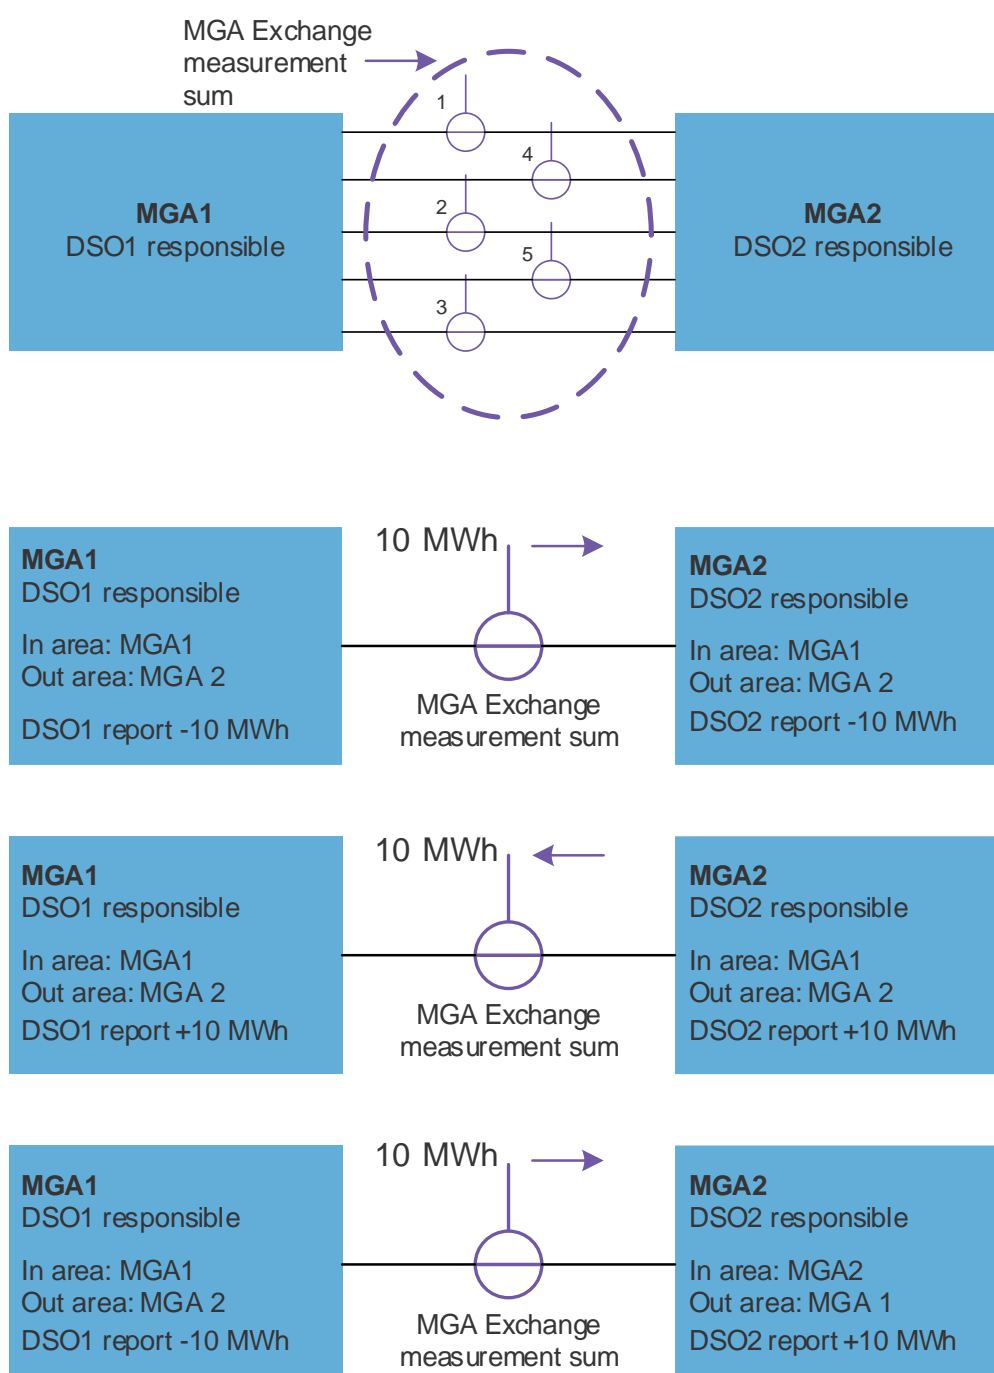 MGA Exchange
measurement
sum
1
4
2
5
3
MGA1
DSO1 responsible
MGA2
DSO2 responsible
10 MWh
MGA1
DSO1 responsible
In area: MGA1
Out area: MGA 2
DSO1 report -10 MWh
MGA Exchange
measurement sum
MGA2
DSO2 responsible
In area: MGA1
Out area: MGA 2
DSO2 report -10 MWh
10 MWh
MGA1
DSO1 responsible
In area: MGA1
Out area: MGA 2
DSO1 report +10 MWh
MGA Exchange
measurement sum
MGA2
DSO2 responsible
In area: MGA1
Out area: MGA 2
DSO2 report +10 MWh
10 MWh
MGA1
DSO1 responsible
In area: MGA1
Out area: MGA 2
DSO1 report -10 MWh
MGA Exchange
measurement sum
MGA2
DSO2 responsible
In area: MGA2
Out area: MGA 1
DSO2 report +10 MWh